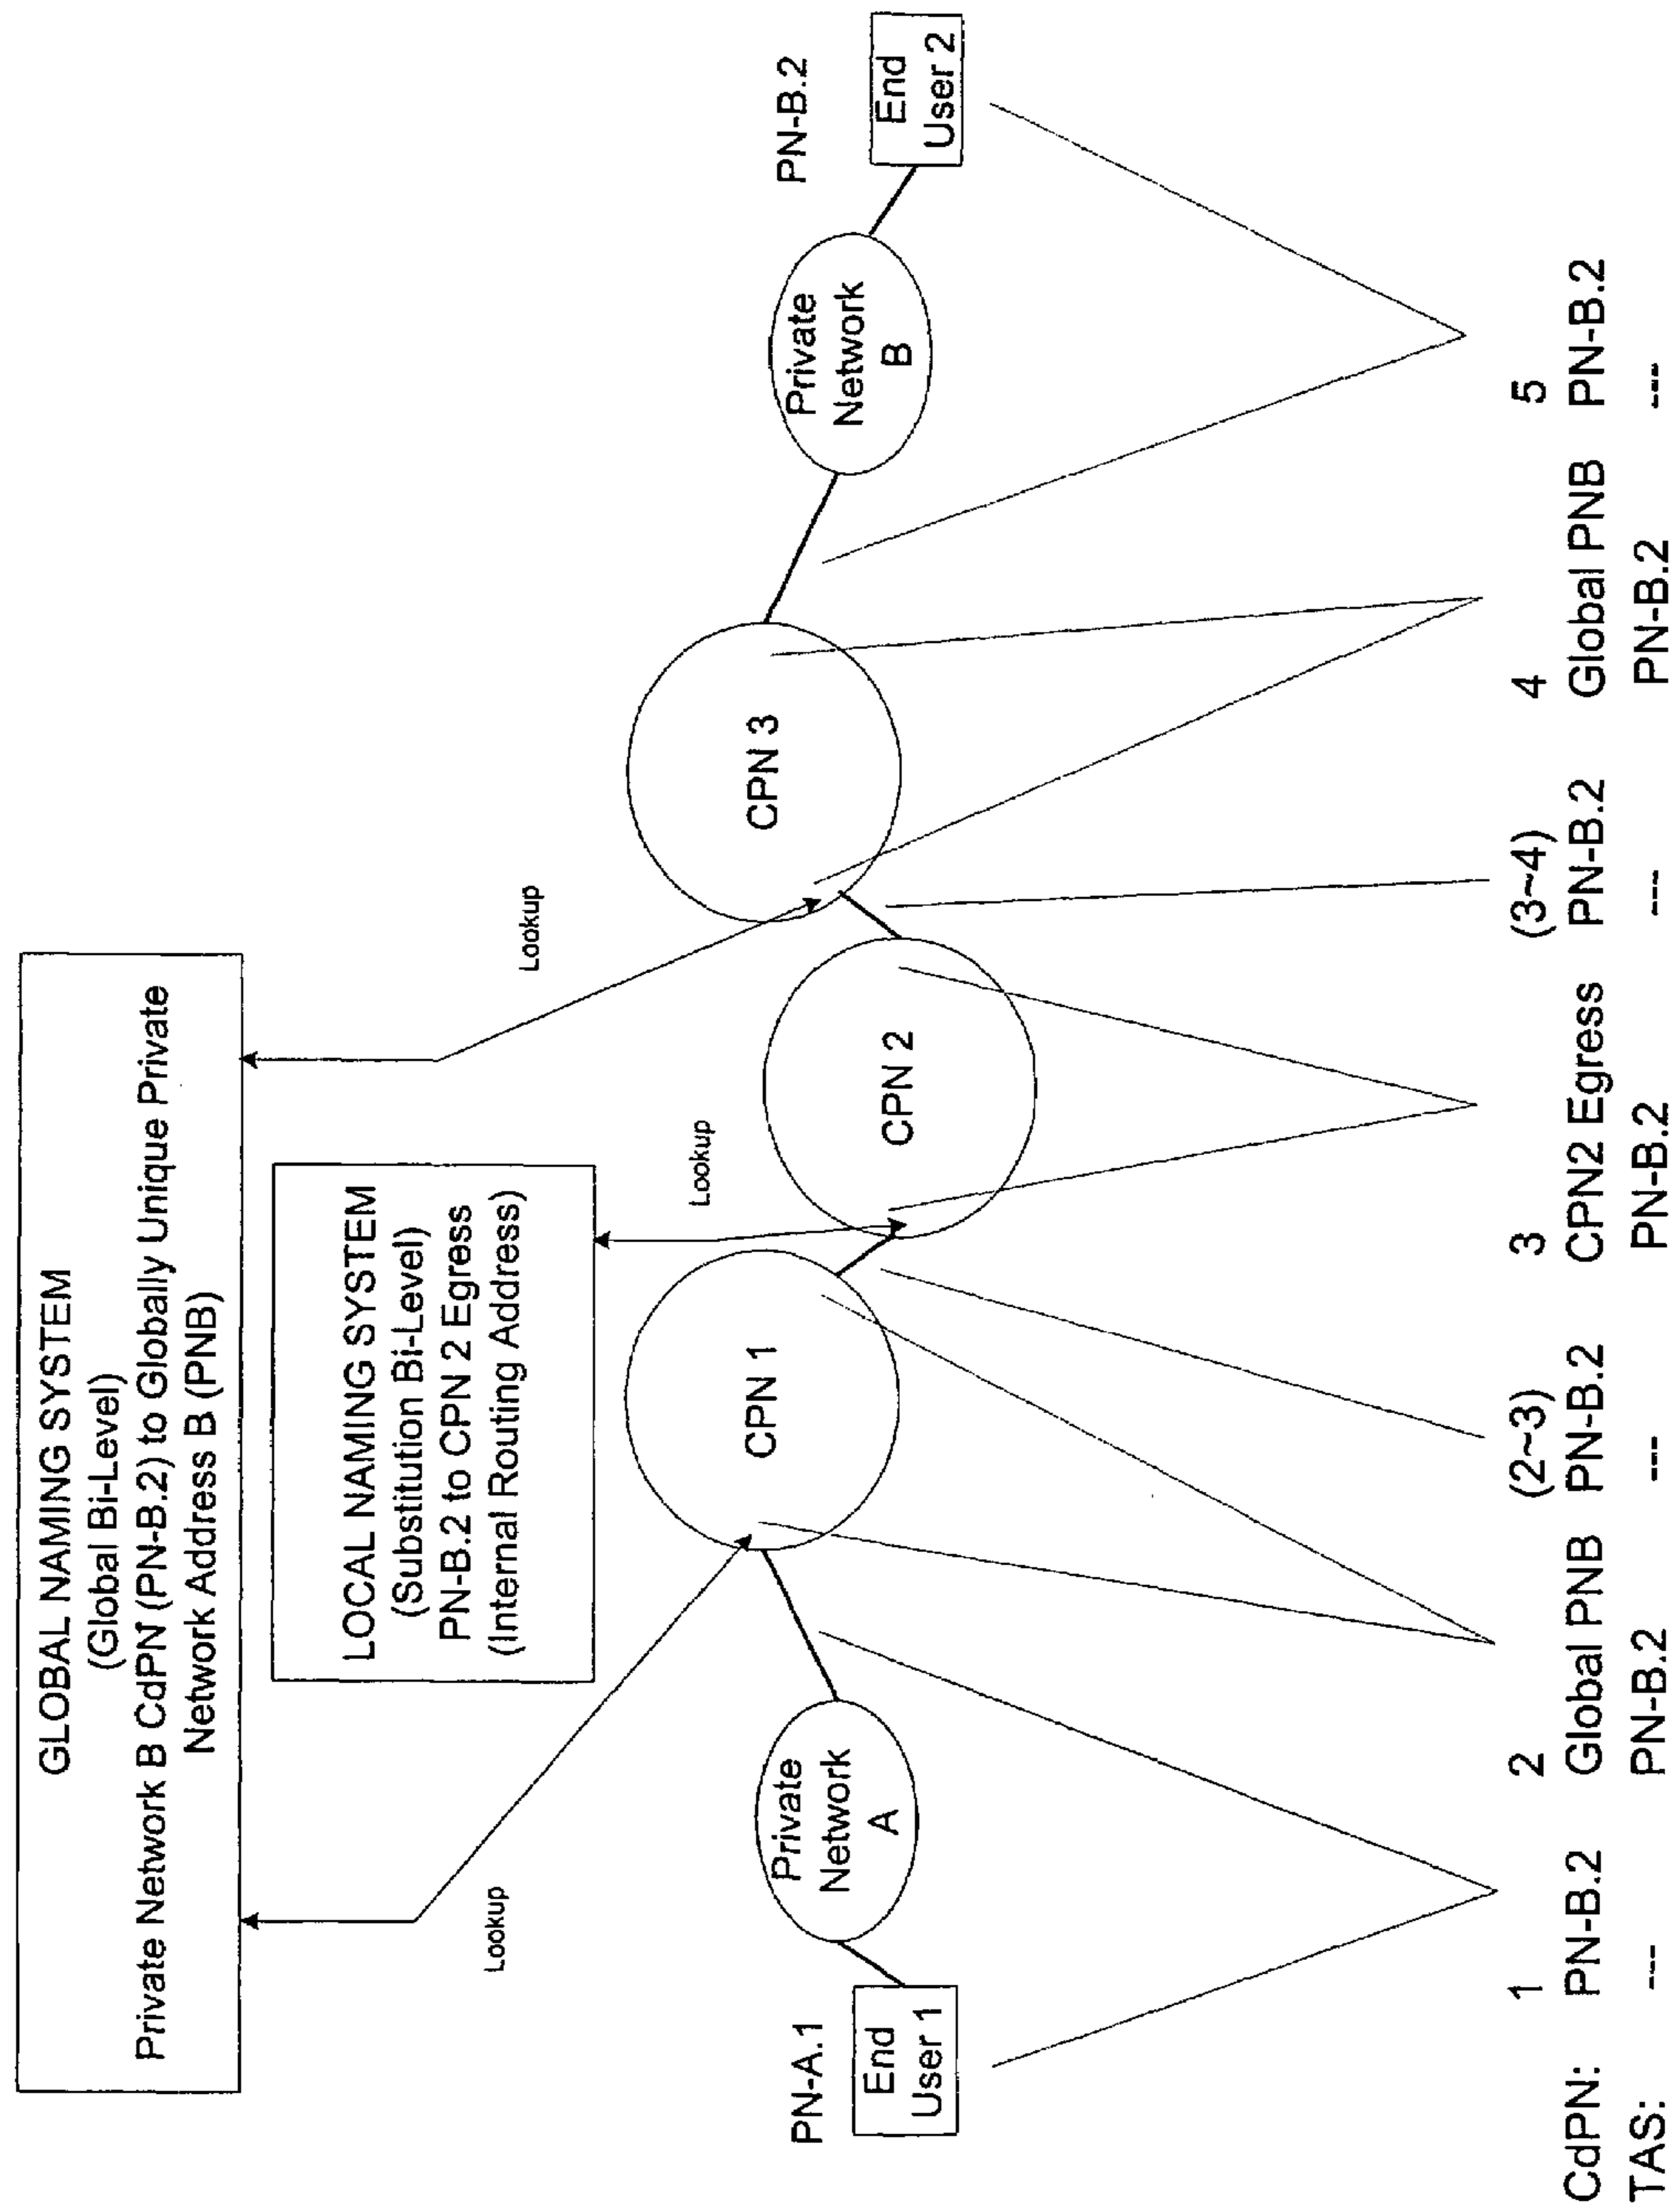 GLOBAL NAMING SYSTEM
(Global Bi-Level)
Private Network B CdPN (PN-B.2) to Globally Unique Private
Network Address B (PNB)
LOCAL NAMING SYSTEM
(Substitution Bi-Level)
PN-B.2 to CPN 2 Egress
(Internal Routing Address)
Lookup
Lookup
Lookup
PN-A.1
End
User 1
Private
Network
A
CPN 1
CPN 2
CPN 3
Private
Network
B
PN-B.2
End
User 2
1 2 (2~3) 3 (3~4) 4 5
CdPN: PN-B.2 Global PNB PN-B.2 CPN2 Egress PN-B.2 Global PNB PN-B.2
TAS: --- PN-B.2 --- PN-B.2 --- PN-B.2 ---